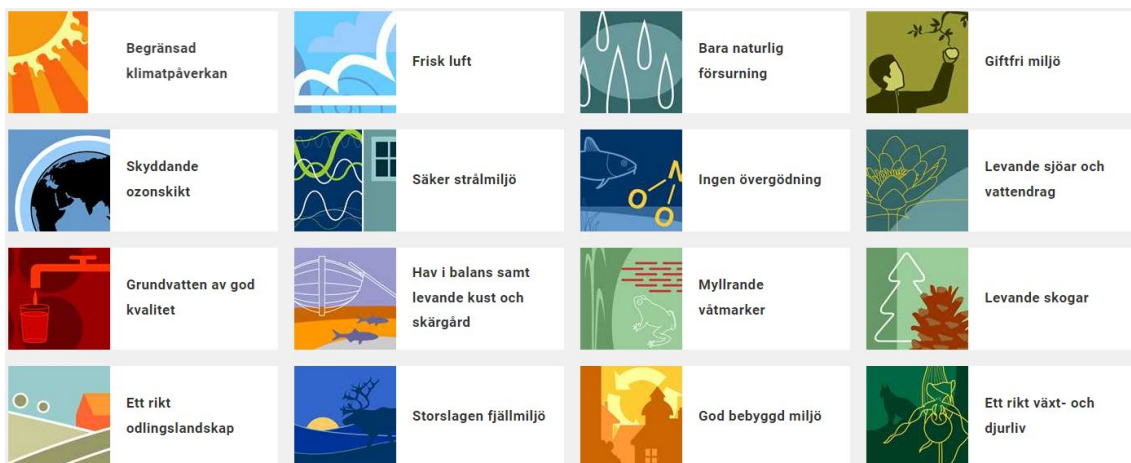 Begränsad
klimatpåverkan
Frisk luft
Bara naturlig
försurning
Giftfri miljö
Skyddande
ozonskikt
Säker strålmiljö
N
O
O
Ingen övergödning
Levande sjöar och
vattendrag
Grundvatten av god
kvalitet
Hav i balans samt
levande kust och
skärgård
Myllrande
våtmarker
Levande skogar
Ett rikt
odlingslandskap
Storslagen fjällmiljö
God bebyggd miljö
Ett rikt växt- och
djurliv